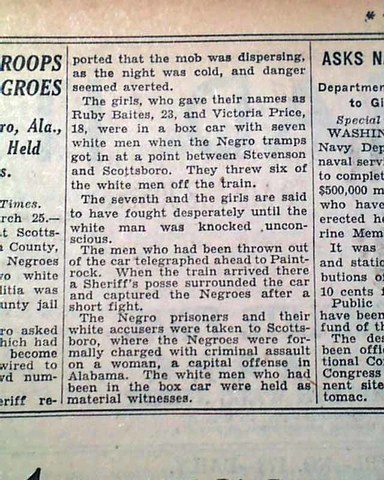 ROOPS
GROES
ro, Ala.,
Held
s.
Times.
arch 25.—
t Scotts-
a County,
Negroes
wo white
litia was
unty jail
ro asked
hich had
become
wired to
wd num-
eriff re-
ported that the mob was dispersing,
as the night was cold, and danger
seemed averted.
The girls, who gave their names as
Ruby Baites, 23, and Victoria Price,
18, were in a box car with seven
white men when the Negro tramps
got in at a point between Stevenson
and Scottsboro. They threw six of
the white men off the train.
The seventh and the girls are said
to have fought desperately until the
white man was knocked uncon-
scious.
The men who had been thrown out
of the car telegraphed ahead to Paint-
rock. When the train arrived there
a Sheriff's posse surrounded the car
and captured the Negroes after a
short fight.
The Negro prisoners and their
white accusers were taken to Scotts-
boro, where the Negroes were for-
mally charged with criminal assault
on a woman, a capital offense in
Alabama. The white men who had
been in the box car were held as
material witnesses.
ASKS N
Departmen
to Gi
Special
WASHIN
Navy Dep
naval servi
to complet
$500,000 m
who have
erected he
rine Memo
It was
and static
butions of
10 cents f
Public
have been
fund of th
The des
been offic
tional Co
Congress
nent site
tomac.